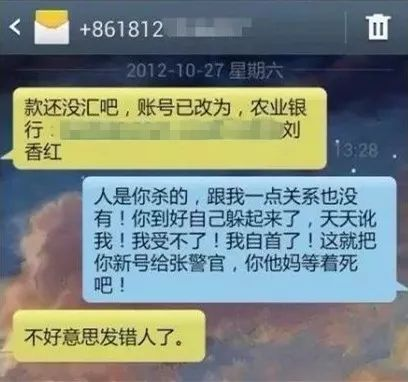 +861812
2012-10-27 星期六
款还没汇吧，账号已改为，农业银
行：刘
香红
13:28
人是你杀的，跟我一点关系也没
有！你到好自己躲起来了，天天讹
我！我受不了！我自首了！这就把
你新号给张警官，你他妈等着死
吧！
不好意思发错人了。